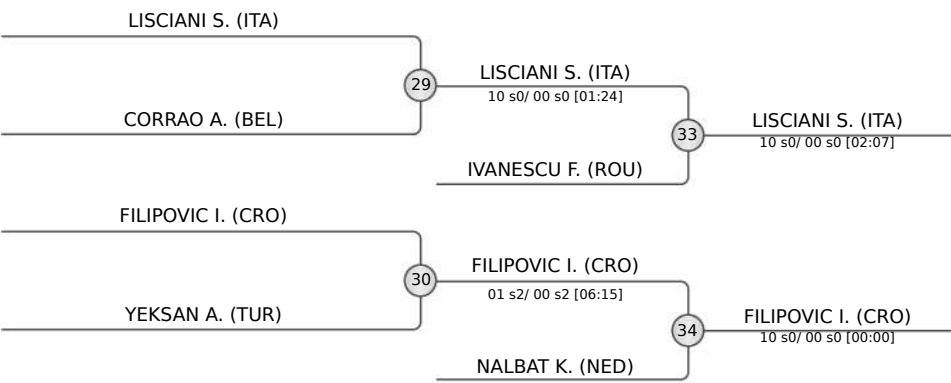 LISCIANI S. (ITA)
29
CORRAO A. (BEL)
LISCIANI S. (ITA)
10 s0/ 00 s0 [01:24]
33
IVANESCU F. (ROU)
LISCIANI S. (ITA)
10 s0/ 00 s0 [02:07]
FILIPOVIC I. (CRO)
30
YEKSAN A. (TUR)
FILIPOVIC I. (CRO)
01 s2/ 00 s2 [06:15]
34
NALBAT K. (NED)
FILIPOVIC I. (CRO)
10 s0/ 00 s0 [00:00]